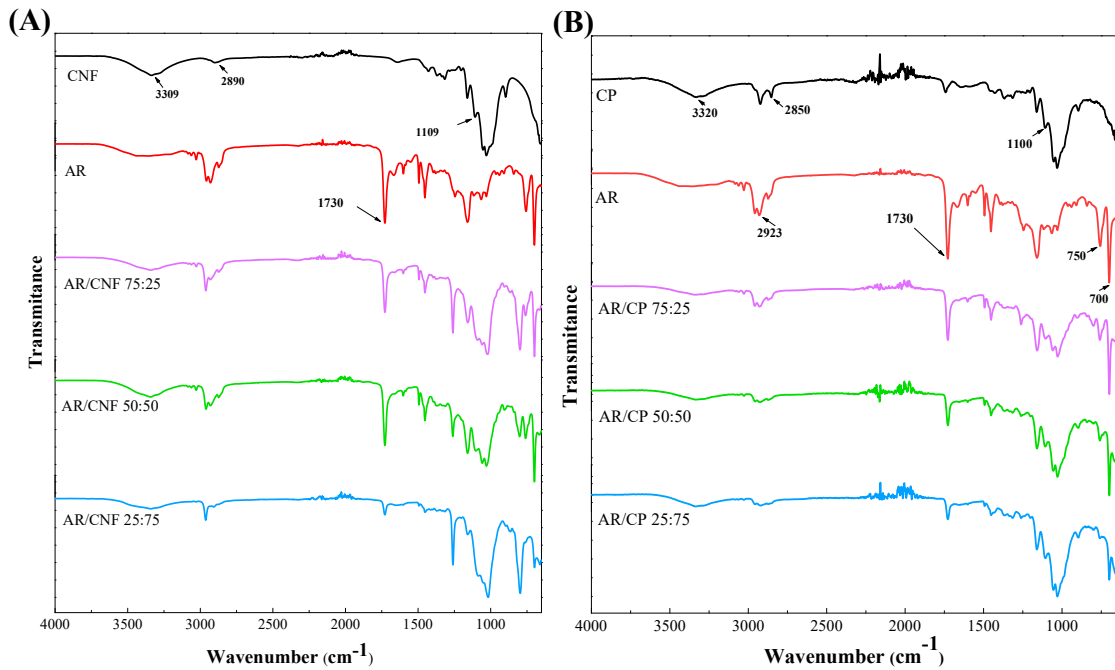 (A)
CNF
3309
2890
1109
AR
1730
AR/CNF 75:25
AR/CNF 50:50
AR/CNF 25:75
Transmitance
4000 3500 3000 2500 2000 1500 1000
Wavenumber (cm-1)
(B)
CP
3320
2850
1100
AR
2923
1730
750
700
AR/CP 75:25
AR/CP 50:50
AR/CP 25:75
Transmitance
4000 3500 3000 2500 2000 1500 1000
Wavenumber (cm-1)